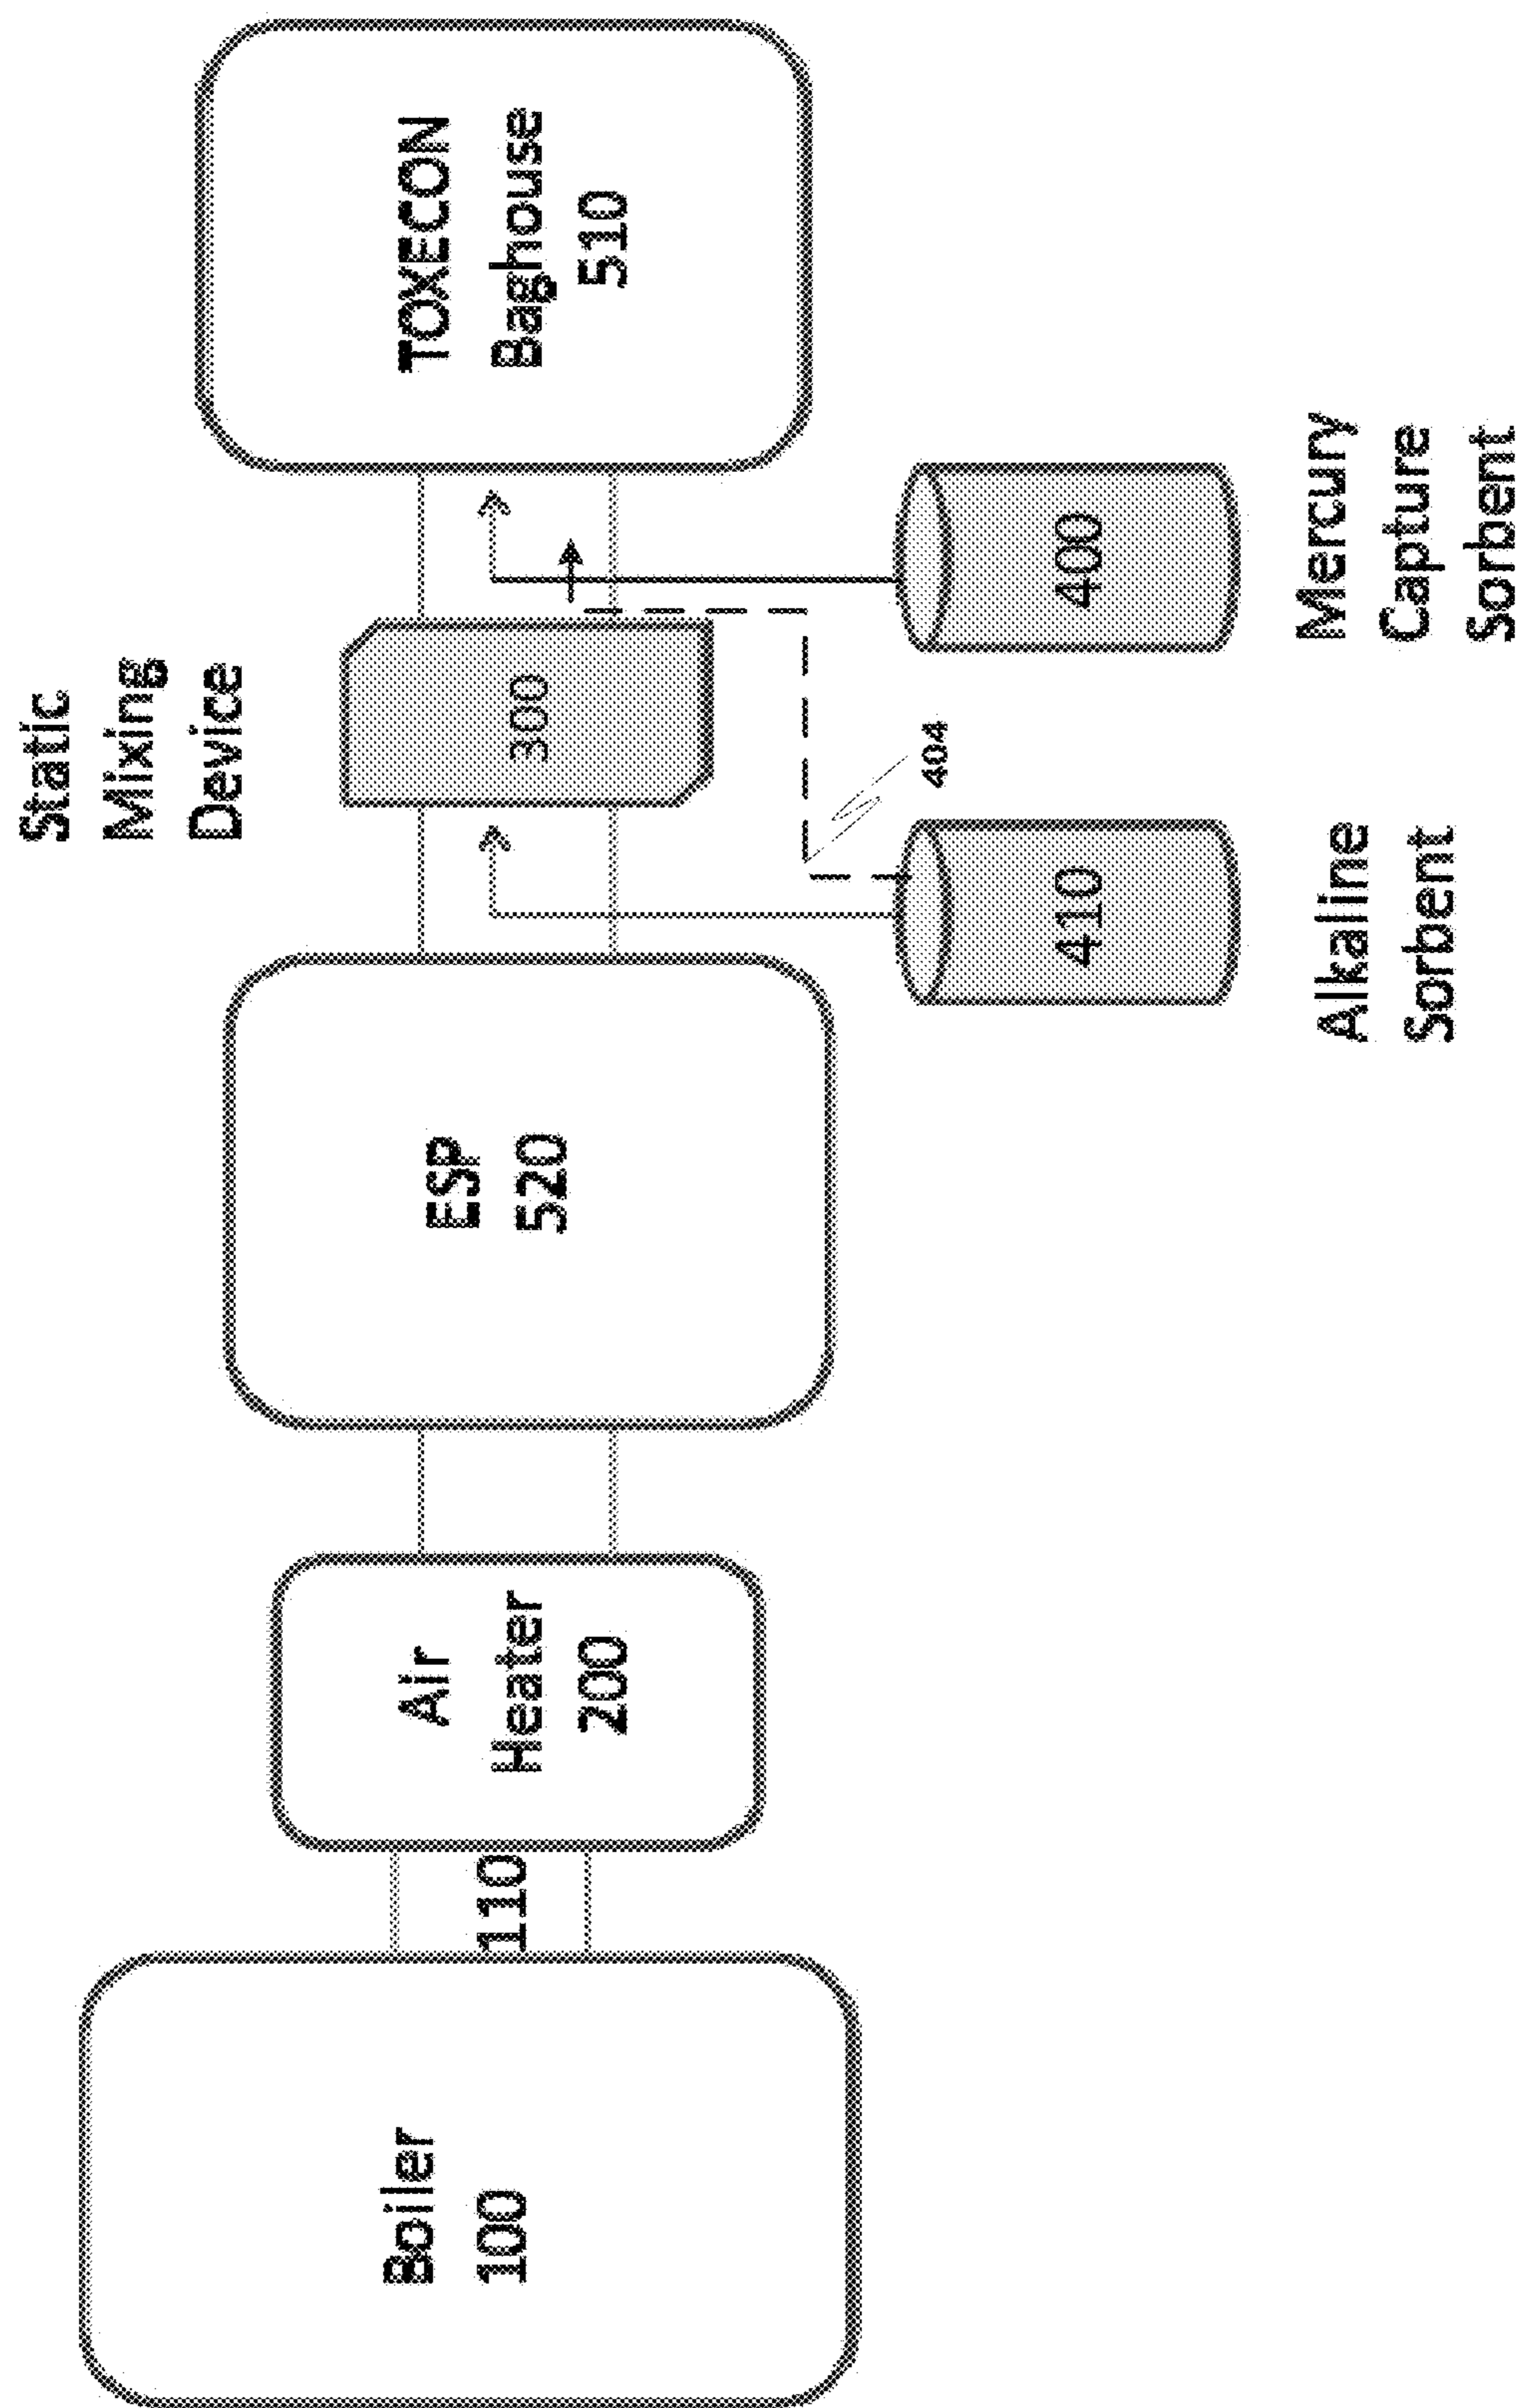 Static
Mixing
Device
Boiler
100
110
Air
Heater
200
ESP
520
300
TOXECON
Baghouse
510
404
410
400
Alkaline
Sorbent
Mercury
Capture
Sorbent